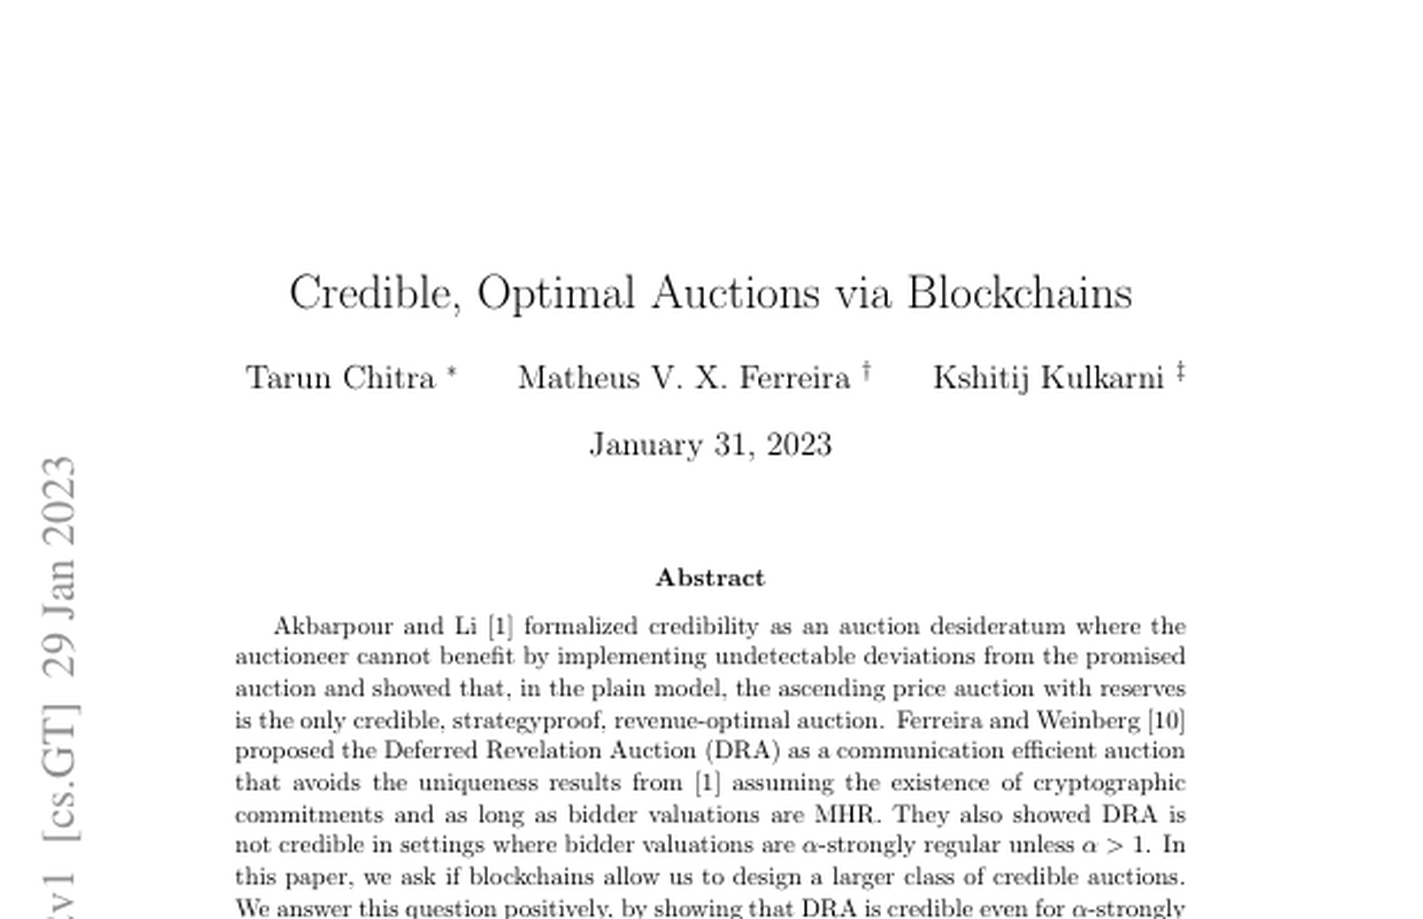 Credible, Optimal Auctions via Blockchains
Tarun Chitra * Matheus V. X. Ferreira † Kshitij Kulkarni ‡
January 31, 2023
Abstract
Akbarpour and Li [1] formalized credibility as an auction desideratum where the
auctioneer cannot benefit by implementing undetectable deviations from the promised
auction and showed that, in the plain model, the ascending price auction with reserves
is the only credible, strategyproof, revenue-optimal auction. Ferreira and Weinberg [10]
proposed the Deferred Revelation Auction (DRA) as a communication efficient auction
that avoids the uniqueness results from [1] assuming the existence of cryptographic
commitments and as long as bidder valuations are MHR. They also showed DRA is
not credible in settings where bidder valuations are α-strongly regular unless α > 1. In
this paper, we ask if blockchains allow us to design a larger class of credible auctions.
We answer this question positively, by showing that DRA is credible even for α-strongly
v1 [cs.GT] 29 Jan 2023